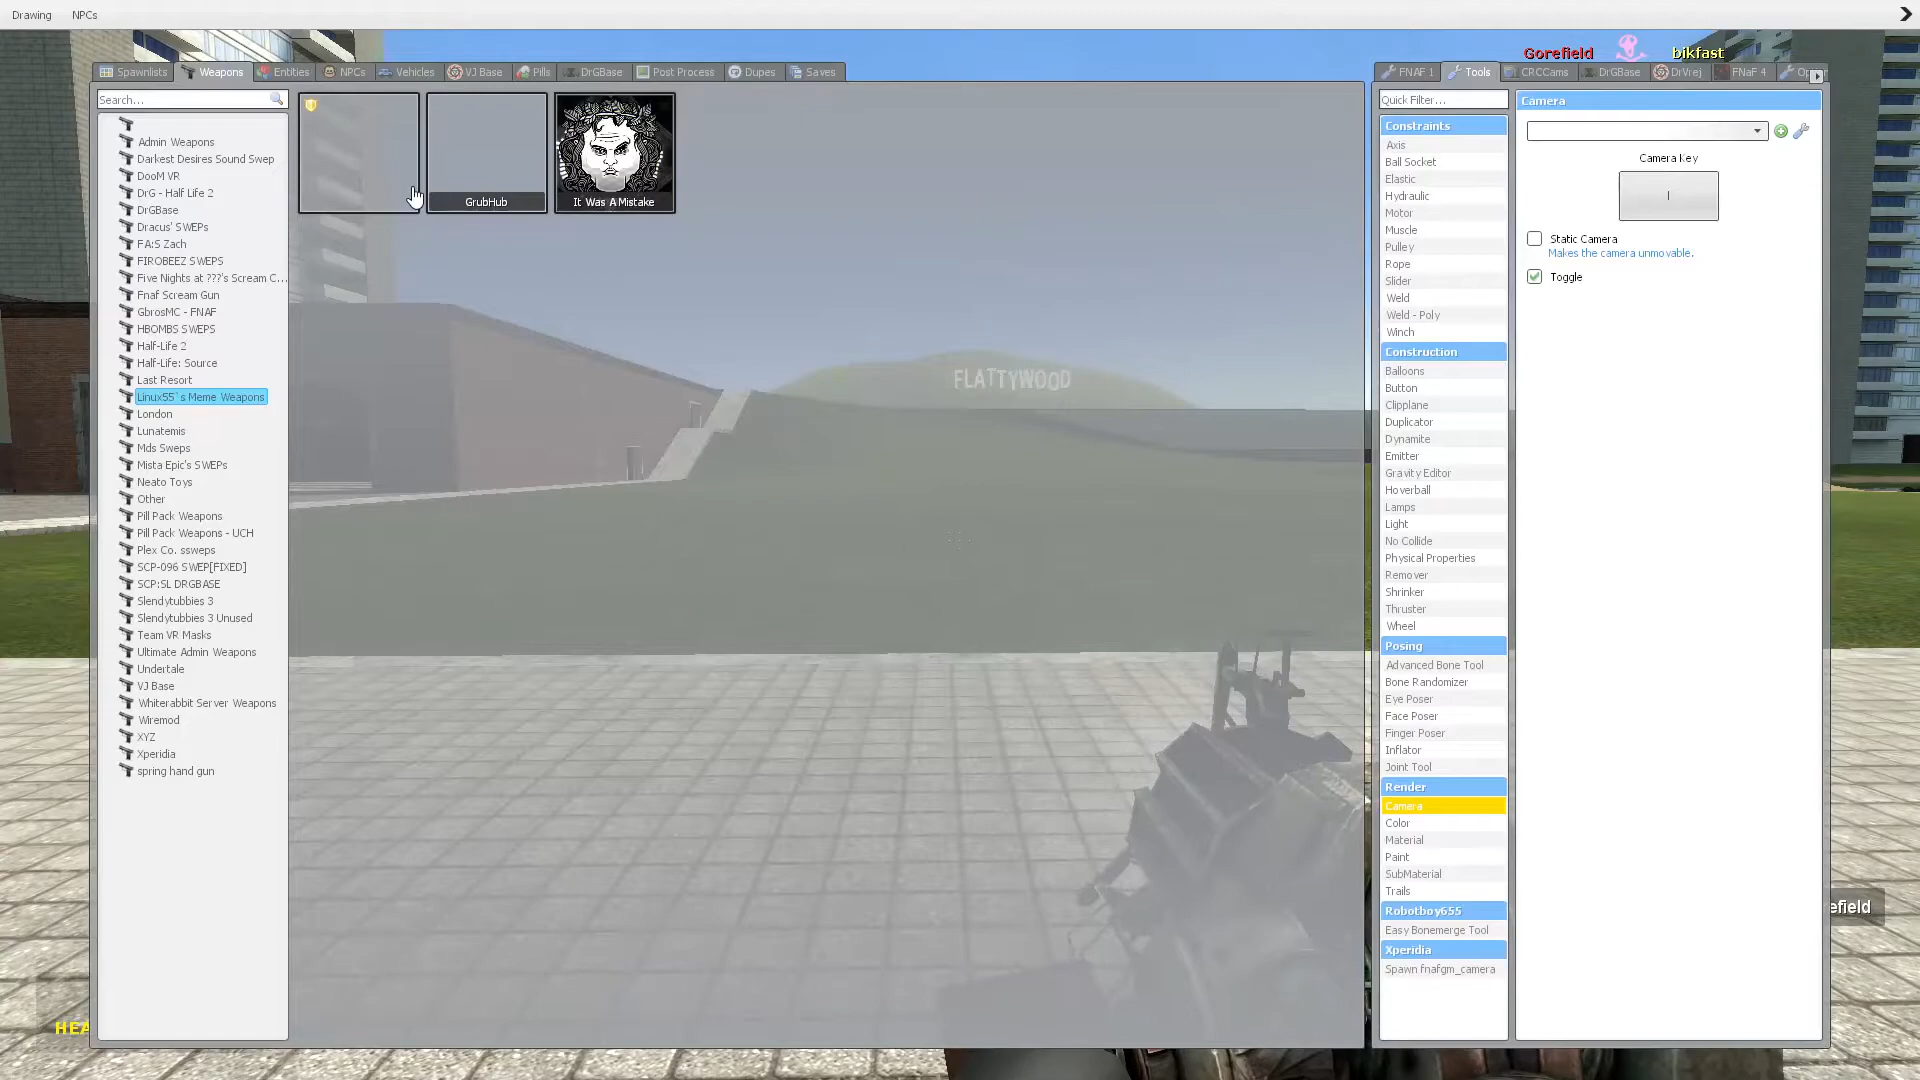 Drawing NPCs
Gorefield bikfast
Spawnlists Weapons Entities NPCs Vehicles VJ Base Pills DrGBase Post Process Dupes Saves
FNAF 1 Tools CRCCams DrGBase DrVrej FNaF 4
Search...
Admin Weapons
Darkest Desires Sound Swep
DooM VR
DrG - Half Life 2
DrGBase
Dracus' SWEPs
FA:S Zach
FIROBEEZ SWEPS
Five Nights at ???'s Scream C...
Fnaf Scream Gun
GbrosMC - FNAF
HBOMBS SWEPS
Half-Life 2
Half-Life: Source
Last Resort
Linux55`s Meme Weapons
London
Lunatemis
Mds Sweps
Mista Epic's SWEPs
Neato Toys
Other
Pill Pack Weapons
Pill Pack Weapons - UCH
Plex Co. ssweps
SCP-096 SWEP[FIXED]
SCP:SL DRGBASE
Slendytubbies 3
Slendytubbies 3 Unused
Team VR Masks
Ultimate Admin Weapons
Undertale
VJ Base
Whiterabbit Server Weapons
Wiremod
XYZ
Xperidia
spring hand gun
GrubHub
It Was A Mistake
FLATTYWOOD
Quick Filter...
Constraints
Axis
Ball Socket
Elastic
Hydraulic
Motor
Muscle
Pulley
Rope
Slider
Weld
Weld - Poly
Winch
Construction
Balloons
Button
Clipplane
Duplicator
Dynamite
Emitter
Gravity Editor
Hoverball
Lamps
Light
No Collide
Physical Properties
Remover
Shrinker
Thruster
Wheel
Posing
Advanced Bone Tool
Bone Randomizer
Eye Poser
Face Poser
Finger Poser
Inflator
Joint Tool
Render
Camera
Color
Material
Paint
SubMaterial
Trails
Robotboy655
Easy Bonemerge Tool
Xperidia
Spawn fnafgm_camera
Camera
Camera Key
Static Camera
Makes the camera unmovable.
Toggle
efield
HEA